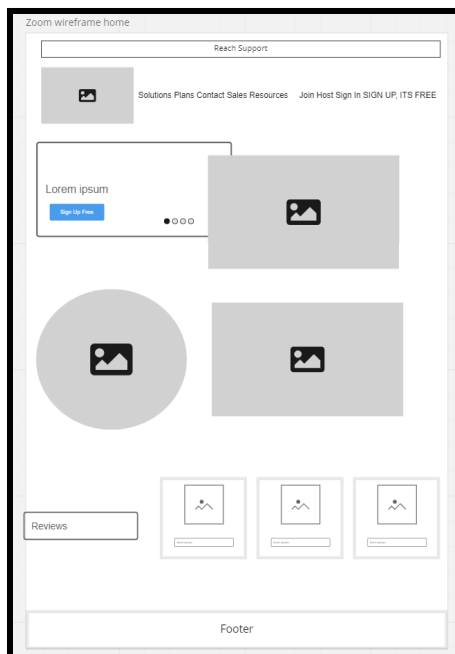 Zoom wireframe home
Reach Support
Solutions Plans Contact Sales Resources Join Host Sign In SIGN UP, ITS FREE
Lorem ipsum
Sign Up Free
Reviews
Footer